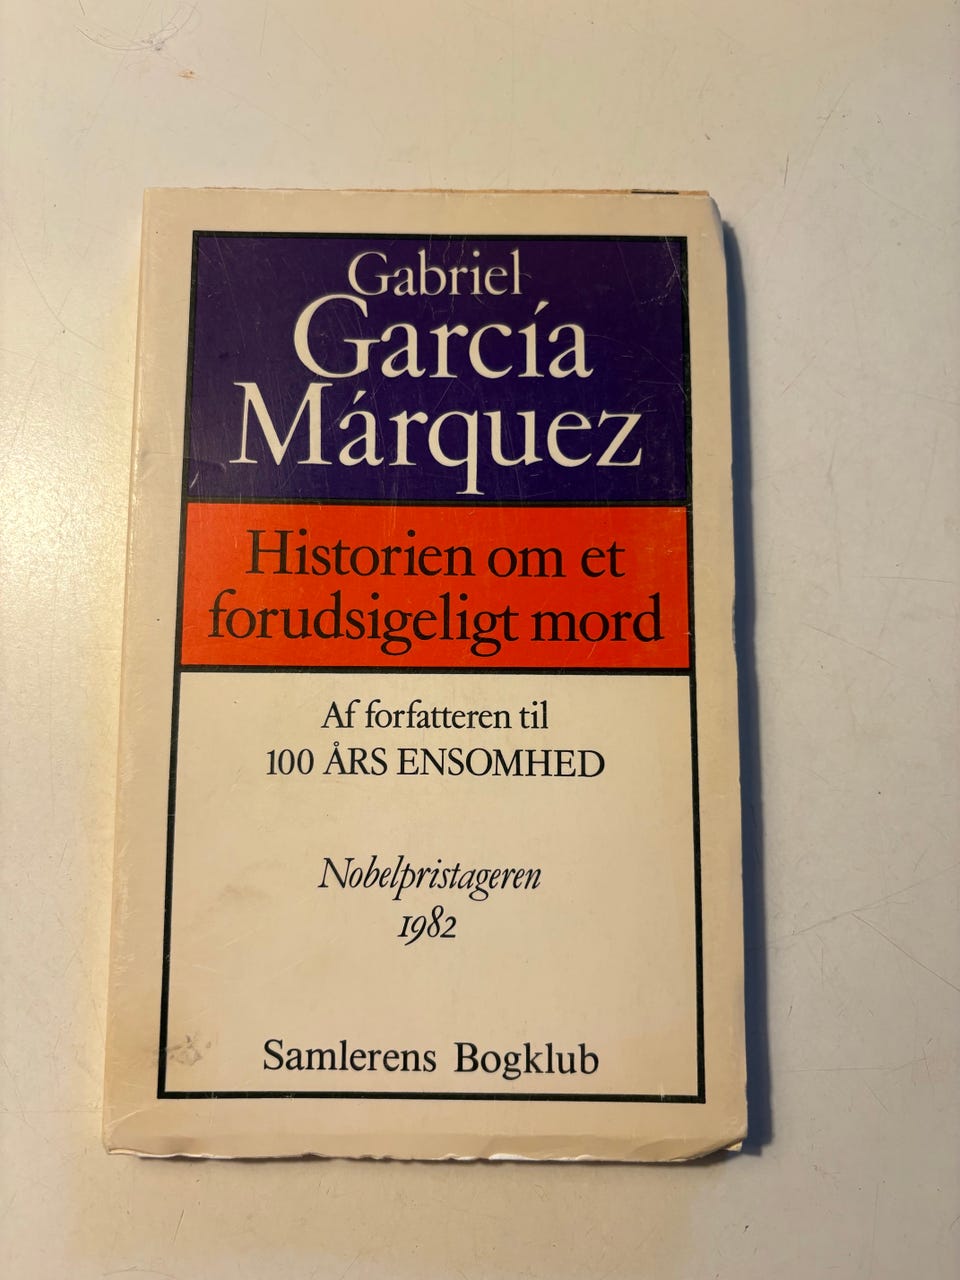 Gabriel
García
Márquez
Historien om et
forudsigeligt mord
Af forfatteren til
100 ÅRS ENSOMHED
Nobelpristageren
1982
Samlerens Bogklub